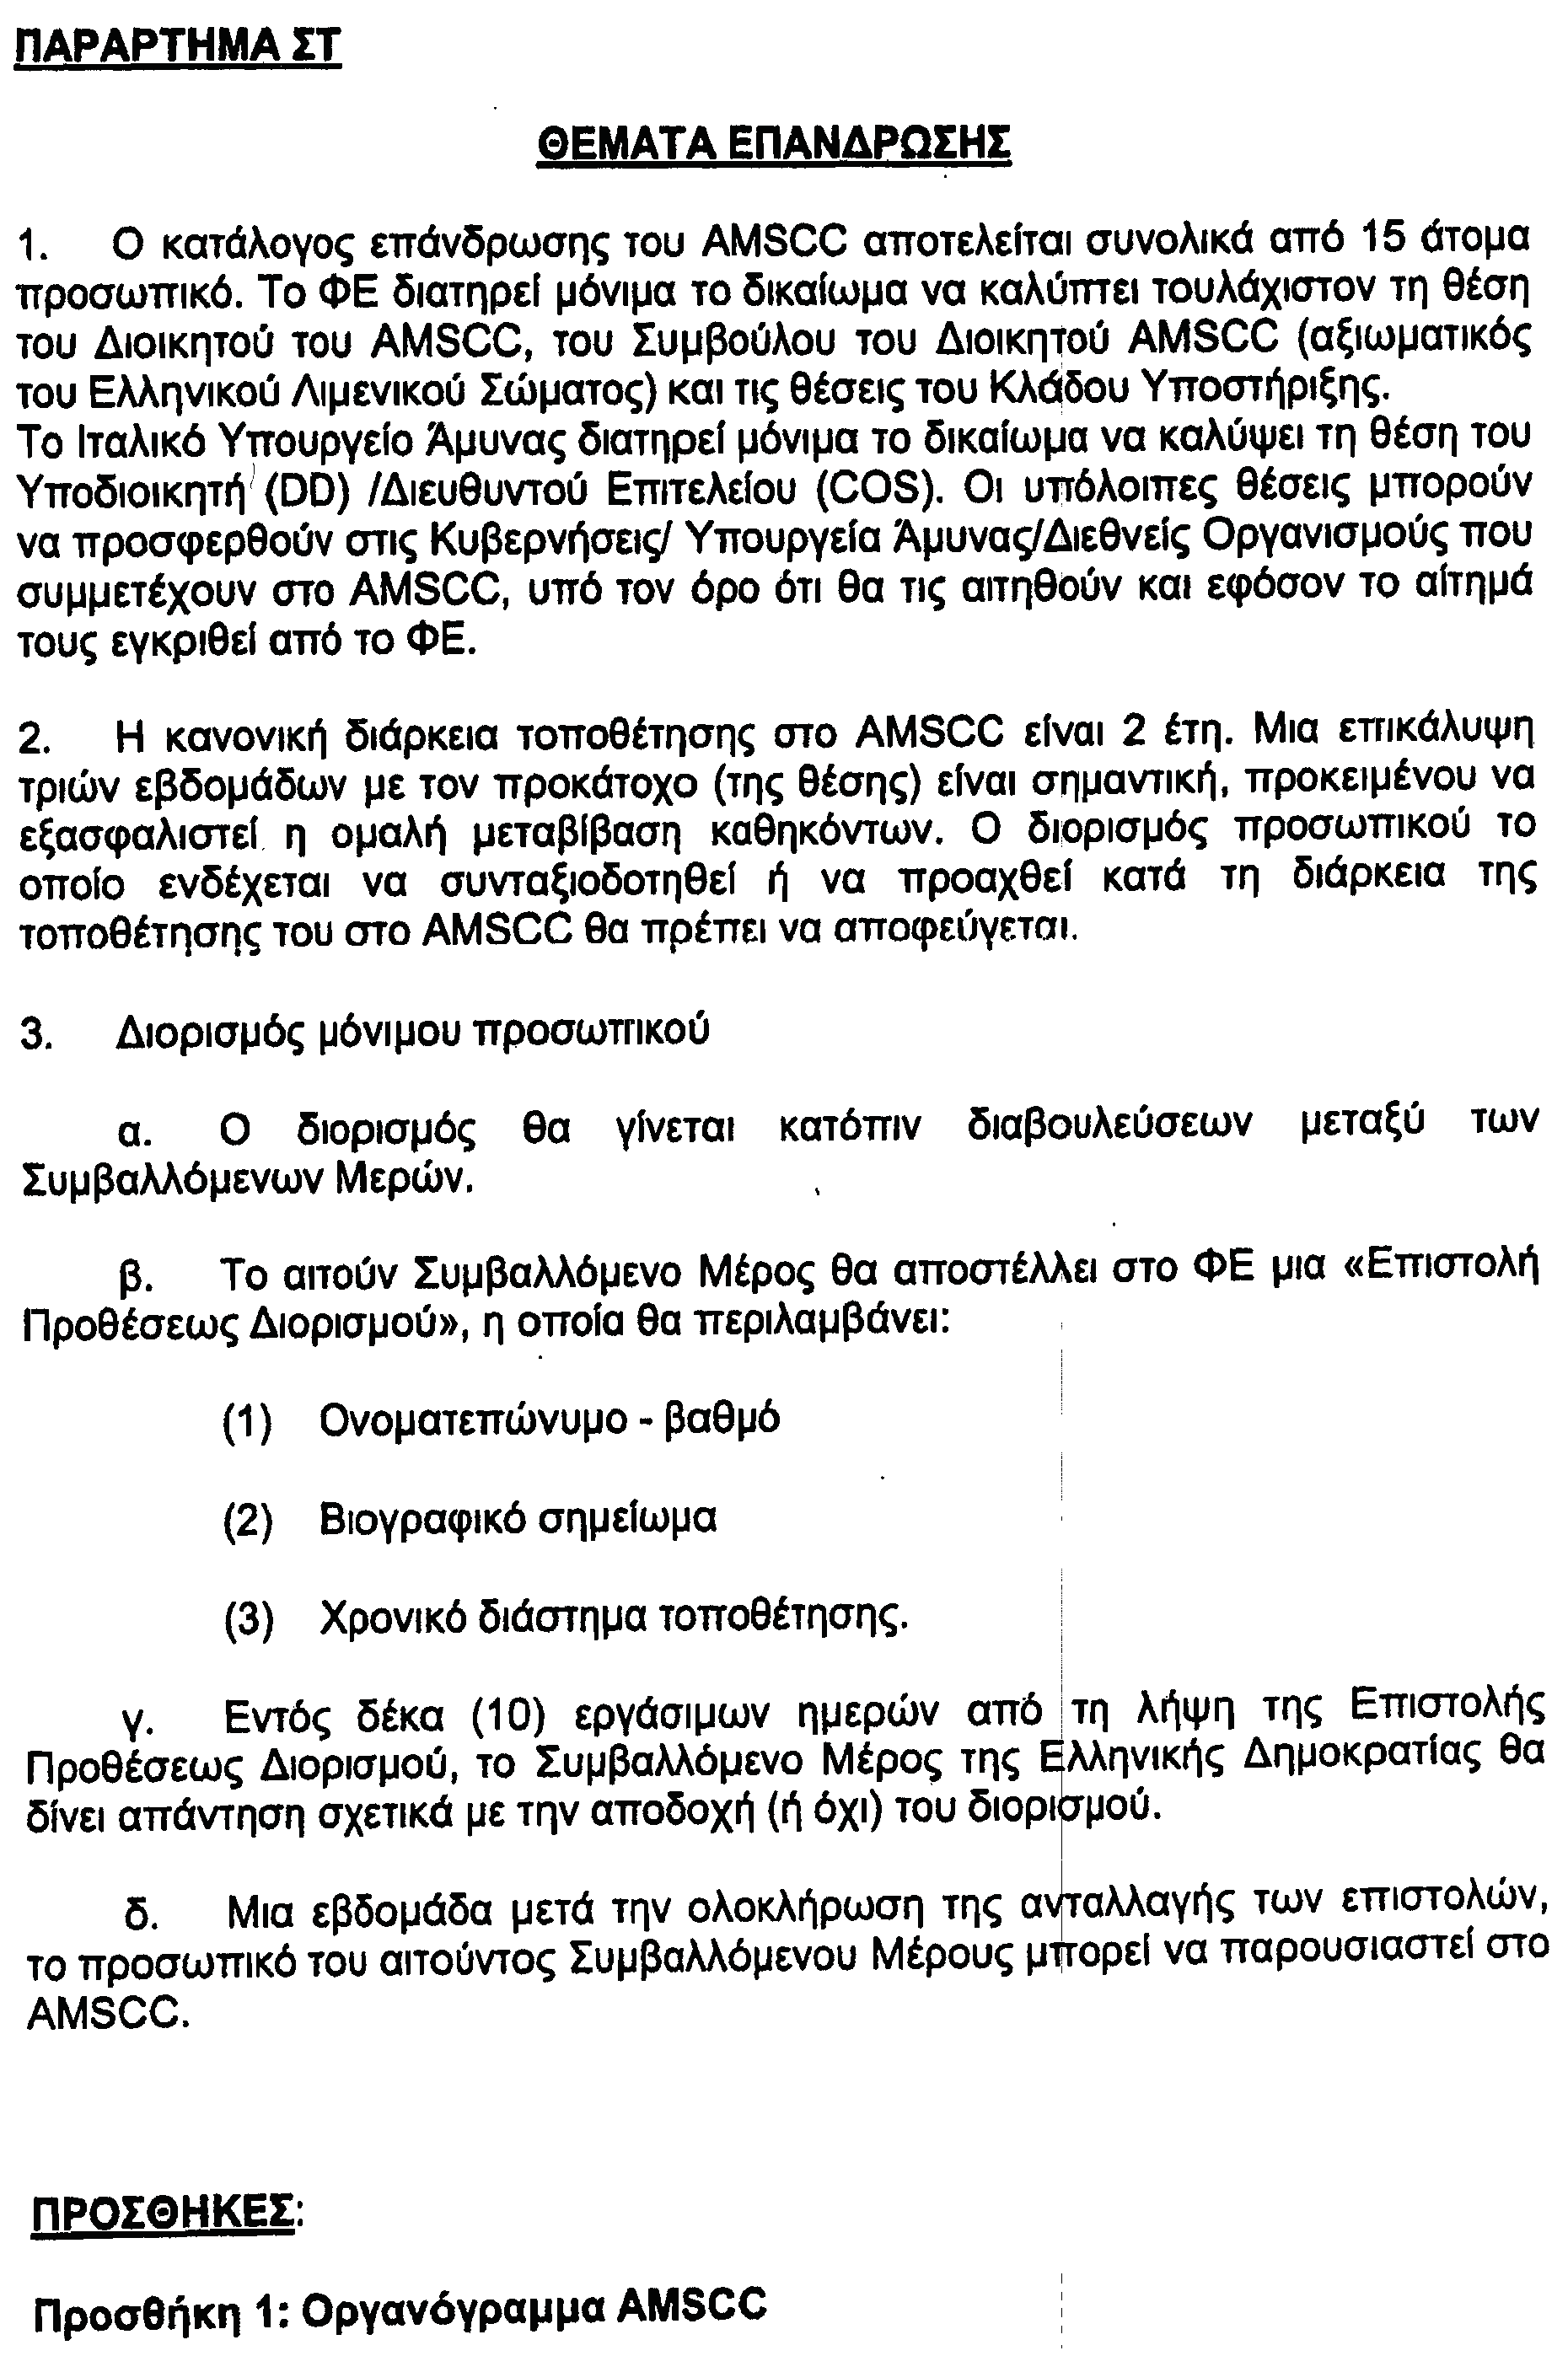 ΠΑΡΑΡΤΗΜΑ ΣΤ
ΘΕΜΑΤΑ ΕΠΑΝΔΡΩΣΗΣ
1. Ο κατάλογος επάνδρωσης του AMSCC αποτελείται συνολικά από 15 άτομα
προσωπικό. Το ΦΕ διατηρεί μόνιμα το δικαίωμα να καλύπτει τουλάχιστον τη θέση
του Διοικητού του AMSCC, του Συμβούλου του Διοικητού AMSCC (αξιωματικός
του Ελληνικού Λιμενικού Σώματος) και τις θέσεις του Κλάδου Υποστήριξης.
Το Ιταλικό Υπουργείο Άμυνας διατηρεί μόνιμα το δικαίωμα να καλύψει τη θέση του
Υποδιοικητή (DD) /Διευθυντού Επιτελείου (COS). Οι υπόλοιπες θέσεις μπορούν
να προσφερθούν στις Κυβερνήσεις/ Υπουργεία Άμυνας/Διεθνείς Οργανισμούς που
συμμετέχουν στο AMSCC, υπό τον όρο ότι θα τις αιτηθούν και εφόσον το αίτημά
τους εγκριθεί από το ΦΕ.
2. Η κανονική διάρκεια τοποθέτησης στο AMSCC είναι 2 έτη. Μια επικάλυψη
τριών εβδομάδων με τον προκάτοχο (της θέσης) είναι σημαντική, προκειμένου να
εξασφαλιστεί η ομαλή μεταβίβαση καθηκόντων. Ο διορισμός προσωπικού το
οποίο ενδέχεται να συνταξιοδοτηθεί ή να προαχθεί κατά τη διάρκεια της
τοποθέτησης του στο AMSCC θα πρέπει να αποφεύγεται.
3. Διορισμός μόνιμου προσωπικού
α. Ο διορισμός θα γίνεται κατόπιν διαβουλεύσεων μεταξύ των
Συμβαλλόμενων Μερών.
β. Το αιτούν Συμβαλλόμενο Μέρος θα αποστέλλει στο ΦΕ μια «Επιστολή
Προθέσεως Διορισμού», η οποία θα περιλαμβάνει:
(1) Ονοματεπώνυμο - βαθμό
(2) Βιογραφικό σημείωμα
(3) Χρονικό διάστημα τοποθέτησης.
γ. Εντός δέκα (10) εργάσιμων ημερών από τη λήψη της Επιστολής
Προθέσεως Διορισμού, το Συμβαλλόμενο Μέρος της Ελληνικής Δημοκρατίας θα
δίνει απάντηση σχετικά με την αποδοχή (ή όχι) του διορισμού.
δ. Μια εβδομάδα μετά την ολοκλήρωση της ανταλλαγής των επιστολών,
το προσωπικό του αιτούντος Συμβαλλόμενου Μέρους μπορεί να παρουσιαστεί στο
AMSCC.
ΠΡΟΣΘΗΚΕΣ:
Προσθήκη 1: Οργανόγραμμα AMSCC